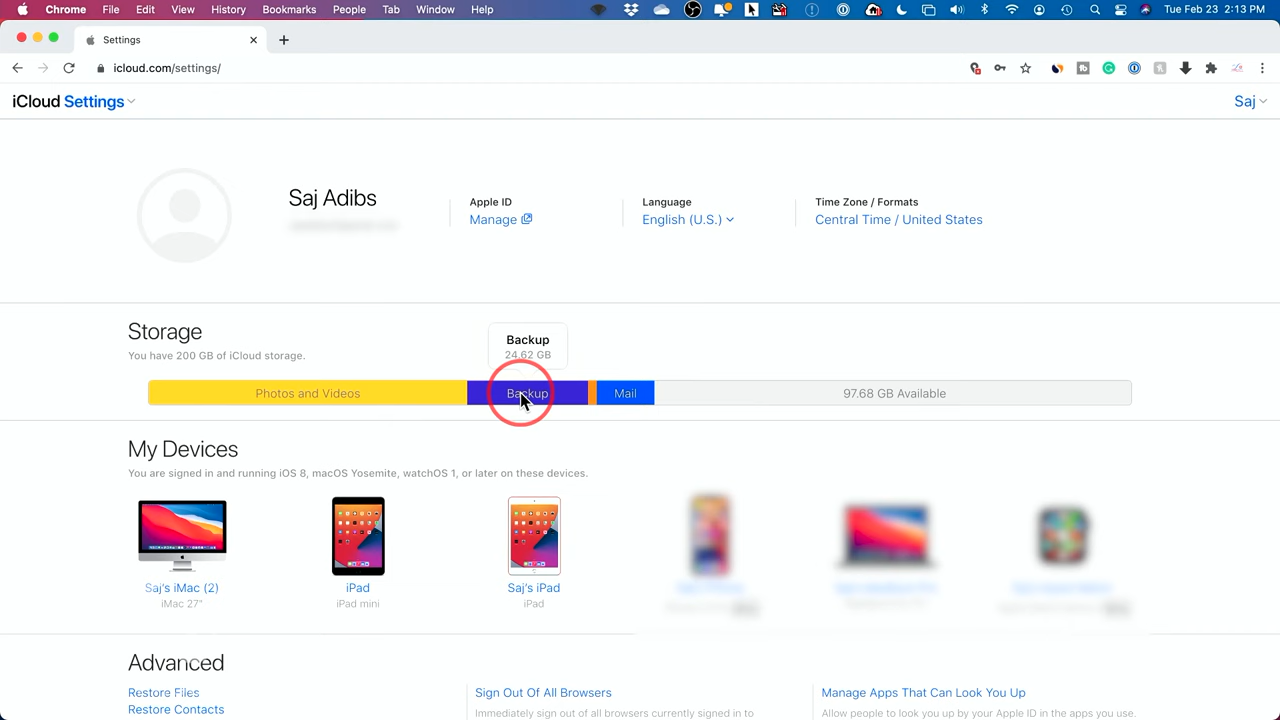 Chrome File Edit View History Bookmarks People Tab Window Help Tue Feb 23 2:13 PM
Settings
icloud.com/settings/
iCloud Settings
Saj
Saj Adibs
Apple ID
Manage
Language
English (U.S.)
Time Zone / Formats
Central Time / United States
Storage
You have 200 GB of iCloud storage.
Backup
24.62 GB
Photos and Videos Backup Mail 97.68 GB Available
My Devices
You are signed in and running iOS 8, macOS Yosemite, watchOS 1, or later on these devices.
Saj's iMac (2)
iMac 27"
iPad
iPad mini
Saj's iPad
iPad
Advanced
Restore Files
Restore Contacts
Sign Out Of All Browsers
Immediately sign out of all browsers currently signed in to
Manage Apps That Can Look You Up
Allow people to look you up by your Apple ID in the apps you use.